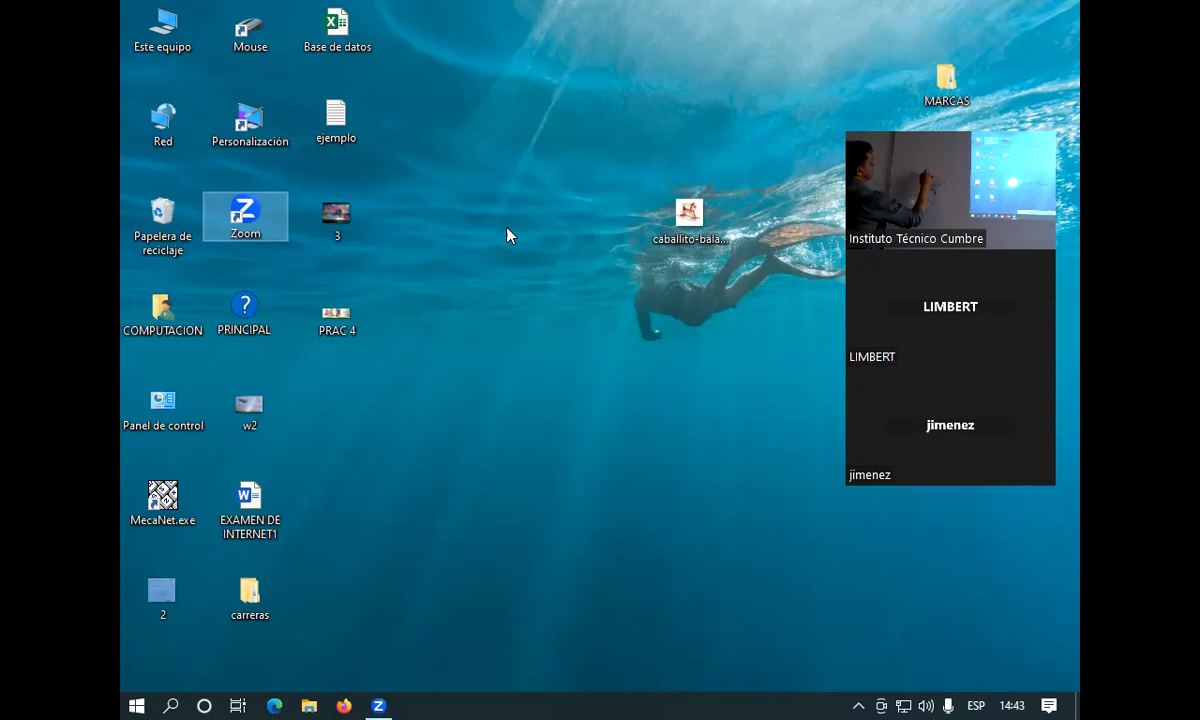 Este equipo
Mouse
Base de datos
MARCAS
Red
Personalización
ejemplo
Papelera de
reciclaje
Zoom
3
caballito-bala...
Instituto Técnico Cumbre
COMPUTACION
PRINCIPAL
PRAC 4
LIMBERT
LIMBERT
Panel de control
w2
jimenez
jimenez
MecaNet.exe
EXAMEN DE
INTERNET1
2
carreras
ESP
14:43